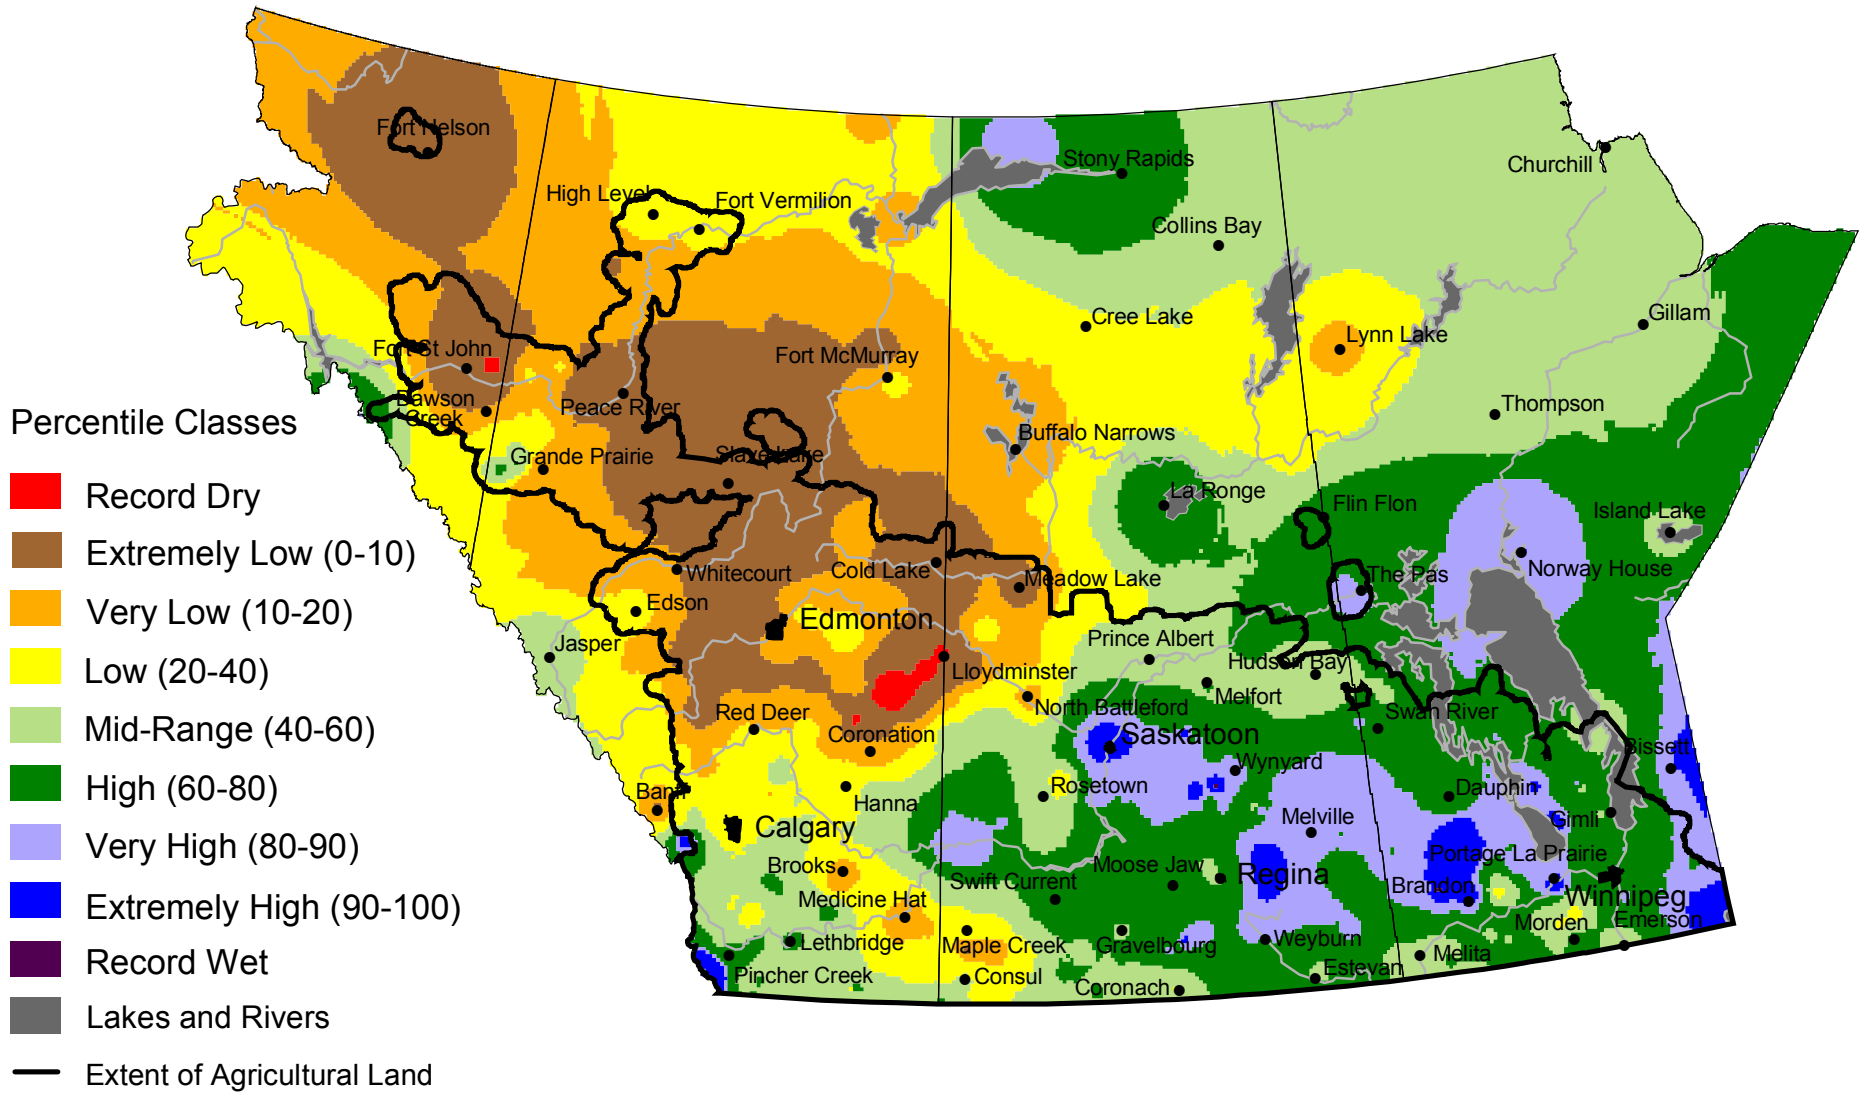 Fort Nelson
High Level
Fort Vermilion
Stony Rapids
Churchill
Collins Bay
Cree Lake
Gillam
Lynn Lake
Fort St John
Fort McMurray
Dawson
Creek
Peace River
Thompson
Buffalo Narrows
Grande Prairie
Slave Lake
La Ronge
Flin Flon
Island Lake
Whitecourt
Cold Lake
Meadow Lake
The Pas
Norway House
Edson
Edmonton
Jasper
Prince Albert
Hudson Bay
Lloydminster
Melfort
North Battleford
Swan River
Red Deer
Coronation
Saskatoon
Bissett
Wynyard
Banff
Hanna
Rosetown
Dauphin
Calgary
Melville
Gimli
Brooks
Moose Jaw
Regina
Portage La Prairie
Swift Current
Brandon
Winnipeg
Medicine Hat
Morden
Emerson
Lethbridge
Maple Creek
Gravelbourg
Weyburn
Melita
Pincher Creek
Consul
Coronach
Estevan
Percentile Classes
Record Dry
Extremely Low (0-10)
Very Low (10-20)
Low (20-40)
Mid-Range (40-60)
High (60-80)
Very High (80-90)
Extremely High (90-100)
Record Wet
Lakes and Rivers
Extent of Agricultural Land